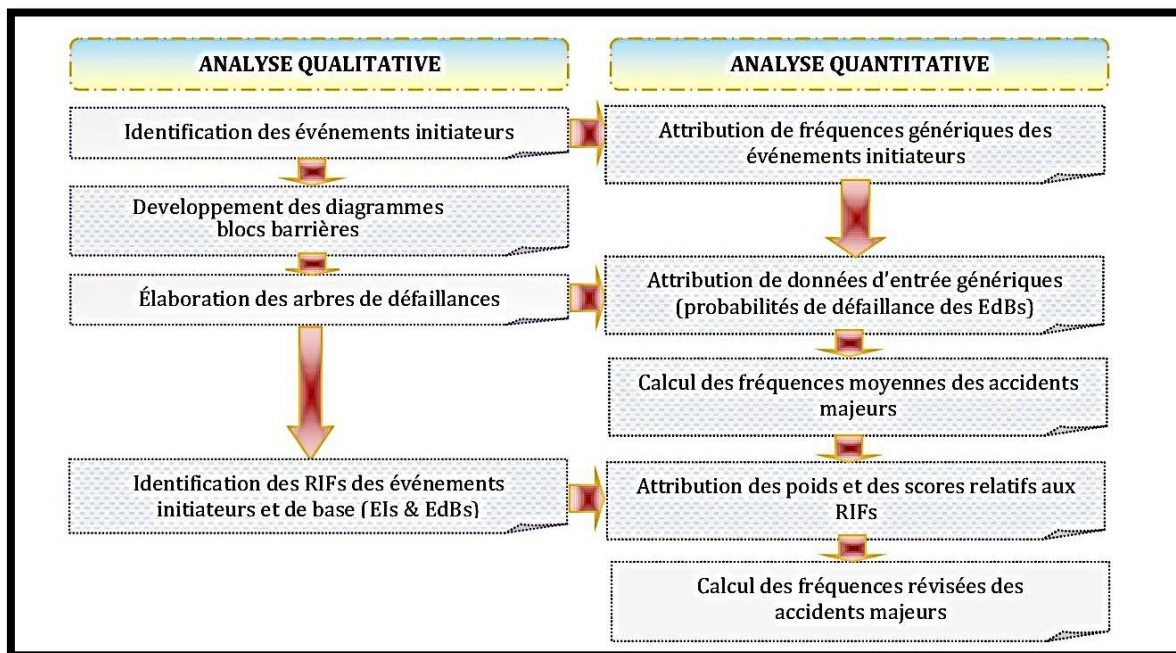 ANALYSE QUALITATIVE
Identification des événements initiateurs
Developpement des diagrammes
blocs barrières
Élaboration des arbres de défaillances
Identification des RIFs des événements
initiateurs et de base (EIs & EdBs)
ANALYSE QUANTITATIVE
Attribution de fréquences génériques des
événements initiateurs
Attribution de données d'entrée génériques
(probabilités de défaillance des EdBs)
Calcul des fréquences moyennes des accidents
majeurs
Attribution des poids et des scores relatifs aux
RIFs
Calcul des fréquences révisées des
accidents majeurs